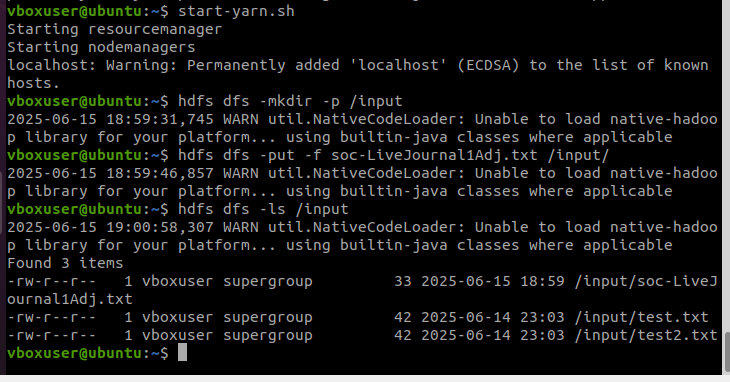 vboxuser@ubuntu:~$ start-yarn.sh
Starting resourcemanager
Starting nodemanagers
localhost: Warning: Permanently added 'localhost' (ECDSA) to the list of known
hosts.
vboxuser@ubuntu:~$ hdfs dfs -mkdir -p /input
2025-06-15 18:59:31,745 WARN util.NativeCodeLoader: Unable to load native-hadoo
p library for your platform... using builtin-java classes where applicable
vboxuser@ubuntu:~$ hdfs dfs -put -f soc-LiveJournal1Adj.txt /input/
2025-06-15 18:59:46,857 WARN util.NativeCodeLoader: Unable to load native-hadoo
p library for your platform... using builtin-java classes where applicable
vboxuser@ubuntu:~$ hdfs dfs -ls /input
2025-06-15 19:00:58,307 WARN util.NativeCodeLoader: Unable to load native-hadoo
p library for your platform... using builtin-java classes where applicable
Found 3 items
-rw-r--r--   1 vboxuser supergroup         33 2025-06-15 18:59 /input/soc-LiveJ
ournal1Adj.txt
-rw-r--r--   1 vboxuser supergroup         42 2025-06-14 23:03 /input/test.txt
-rw-r--r--   1 vboxuser supergroup         42 2025-06-14 23:03 /input/test2.txt
vboxuser@ubuntu:~$